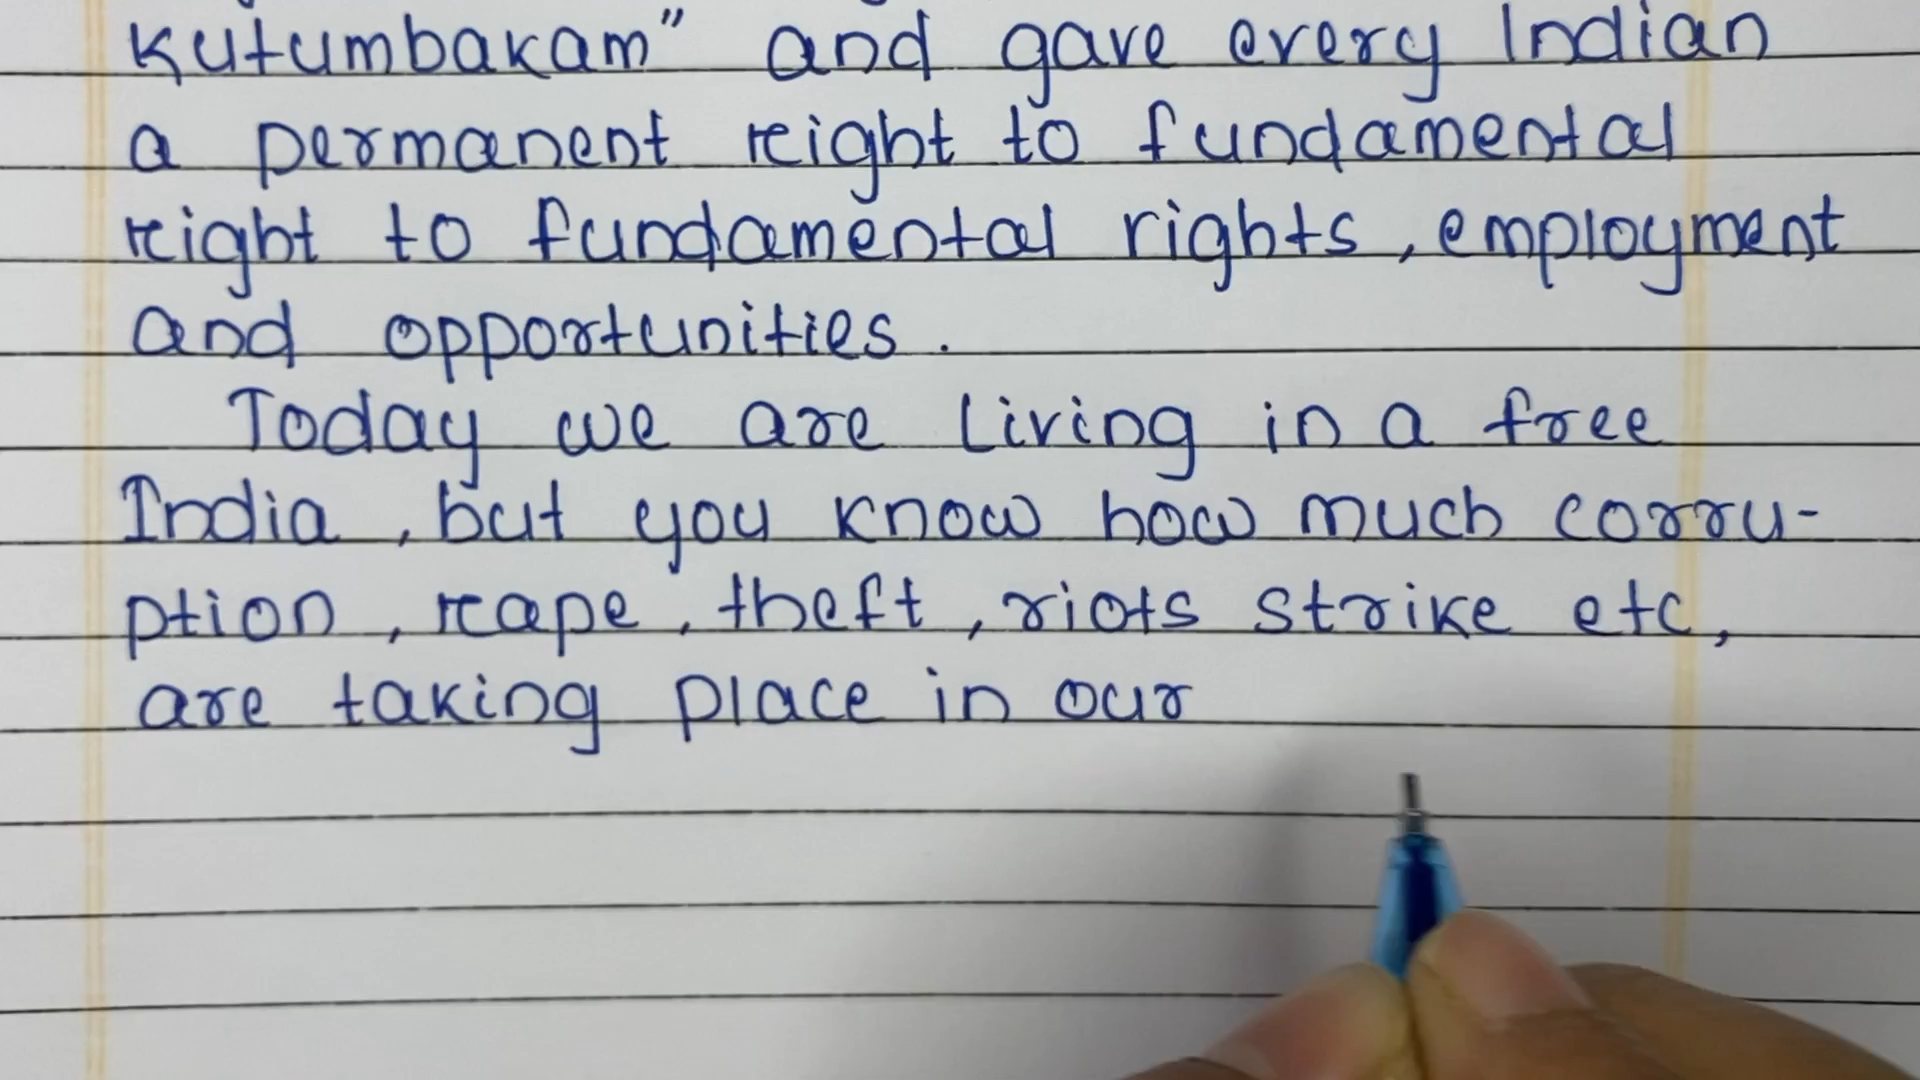 Kutumbakam" and gave every Indian
a permanent right to fundamental
right to fundamental rights, employment
and opportunities.
Today we are Living in a free
India, but you know how much corru-
ption, rape, theft, riots strike etc,
are taking place in our